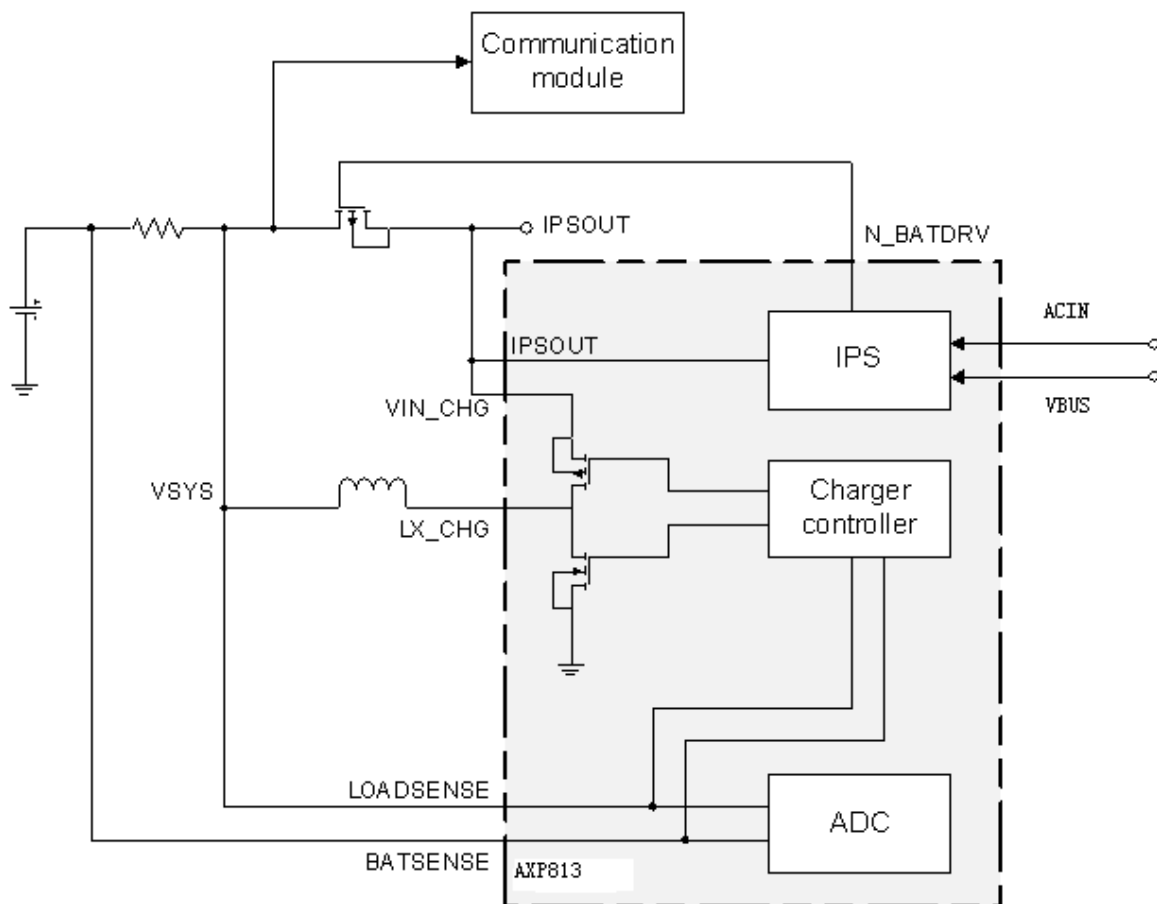 Communication
module
IPSOUT
N_BATDRV
ACIN
IPSOUT
IPS
VIN_CHG
VBUS
VSYS
Charger
controller
LX_CHG
LOADSENSE
ADC
BATSENSE
AXP813